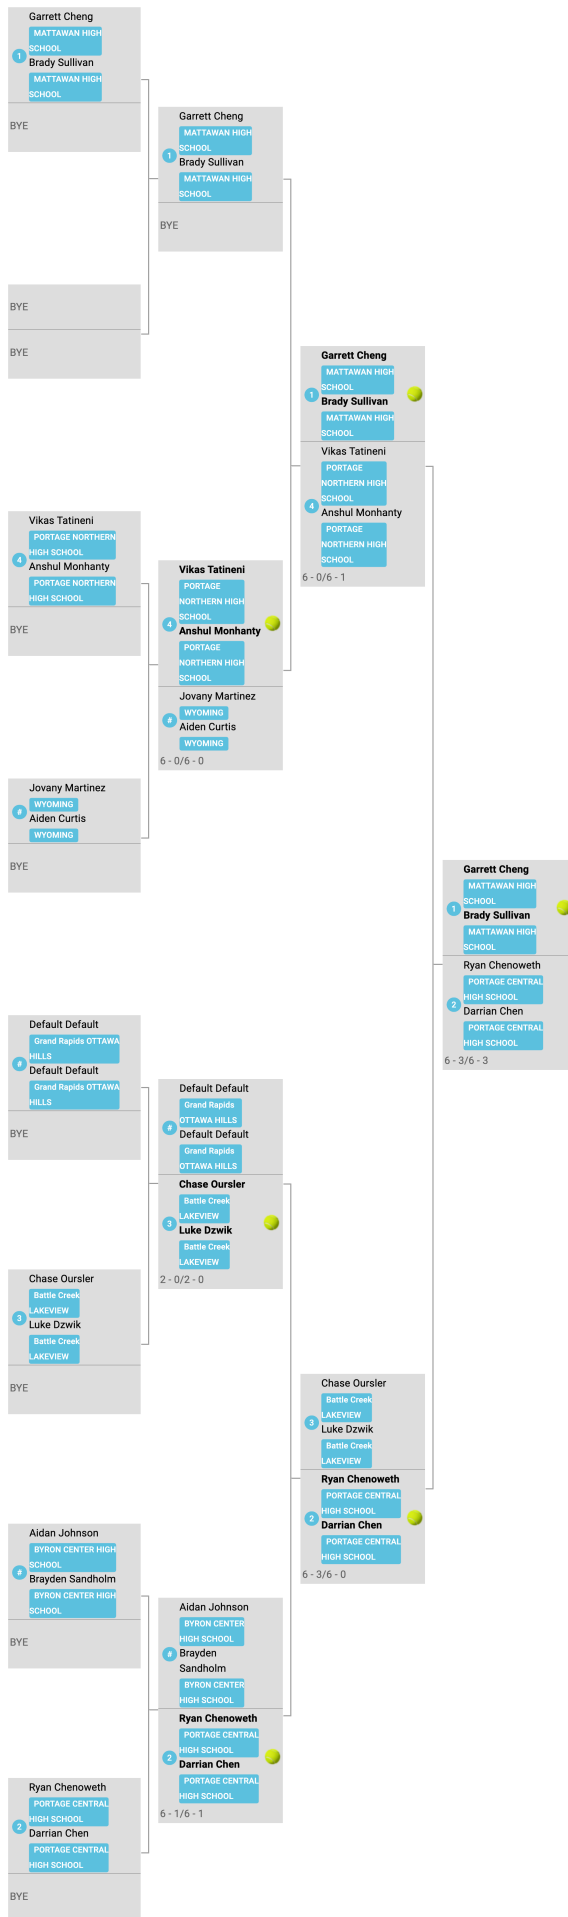 Garrett Cheng
MATTAWAN HIGH
SCHOOL
1
Brady Sullivan
MATTAWAN HIGH
SCHOOL
BYE
BYE
BYE
Vikas Tatineni
PORTAGE NORTHERN
HIGH SCHOOL
4
Anshul Monhanty
PORTAGE NORTHERN
HIGH SCHOOL
BYE
Jovany Martinez
WYOMING
#
Aiden Curtis
WYOMING
BYE
Default Default
Grand Rapids OTTAWA
HILLS
#
Default Default
Grand Rapids OTTAWA
HILLS
BYE
Chase Oursler
Battle Creek
LAKEVIEW
3
Luke Dzwik
Battle Creek
LAKEVIEW
BYE
Aidan Johnson
BYRON CENTER HIGH
SCHOOL
#
Brayden Sandholm
BYRON CENTER HIGH
SCHOOL
BYE
Ryan Chenoweth
PORTAGE CENTRAL
HIGH SCHOOL
2
Darrian Chen
PORTAGE CENTRAL
HIGH SCHOOL
BYE
Garrett Cheng
MATTAWAN HIGH
SCHOOL
1
Brady Sullivan
MATTAWAN HIGH
SCHOOL
BYE
Vikas Tatineni
PORTAGE
NORTHERN HIGH
SCHOOL
4
Anshul Monhanty
PORTAGE
NORTHERN HIGH
SCHOOL
Jovany Martinez
WYOMING
#
Aiden Curtis
WYOMING
6 - 0/6 - 0
Default Default
Grand Rapids
OTTAWA HILLS
#
Default Default
Grand Rapids
OTTAWA HILLS
Chase Oursler
Battle Creek
LAKEVIEW
3
Luke Dzwik
Battle Creek
LAKEVIEW
2 - 0/2 - 0
Aidan Johnson
BYRON CENTER
HIGH SCHOOL
#
Brayden
Sandholm
BYRON CENTER
HIGH SCHOOL
Ryan Chenoweth
PORTAGE CENTRAL
HIGH SCHOOL
2
Darrian Chen
PORTAGE CENTRAL
HIGH SCHOOL
6 - 1/6 - 1
Garrett Cheng
MATTAWAN HIGH
SCHOOL
1
Brady Sullivan
MATTAWAN HIGH
SCHOOL
Vikas Tatineni
PORTAGE
NORTHERN HIGH
SCHOOL
4
Anshul Monhanty
PORTAGE
NORTHERN HIGH
SCHOOL
6 - 0/6 - 1
Chase Oursler
Battle Creek
LAKEVIEW
3
Luke Dzwik
Battle Creek
LAKEVIEW
Ryan Chenoweth
PORTAGE CENTRAL
HIGH SCHOOL
2
Darrian Chen
PORTAGE CENTRAL
HIGH SCHOOL
6 - 3/6 - 0
Garrett Cheng
MATTAWAN HIGH
SCHOOL
1
Brady Sullivan
MATTAWAN HIGH
SCHOOL
Ryan Chenoweth
PORTAGE CENTRAL
HIGH SCHOOL
2
Darrian Chen
PORTAGE CENTRAL
HIGH SCHOOL
6 - 3/6 - 3